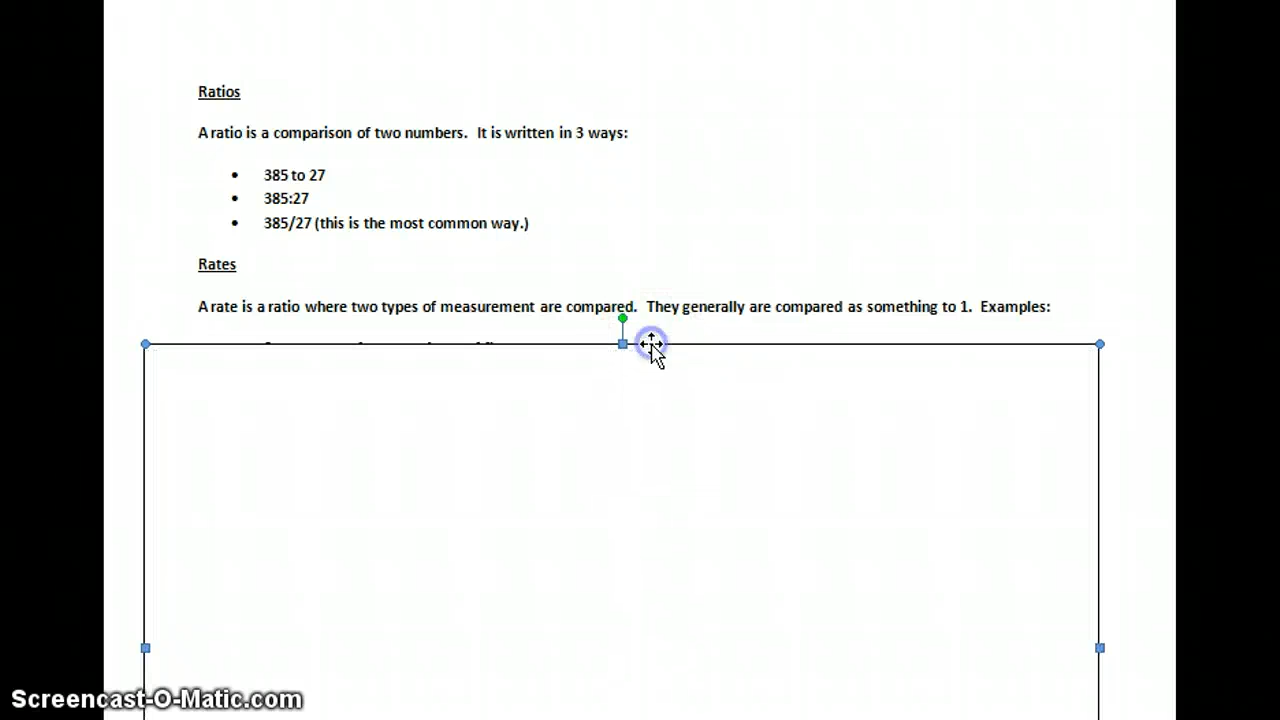 Ratios
A ratio is a comparison of two numbers. It is written in 3 ways:
• 385 to 27
• 385:27
• 385/27 (this is the most common way.)
Rates
A rate is a ratio where two types of measurement are compared. They generally are compared as something to 1. Examples:
Screencast-O-Matic.com